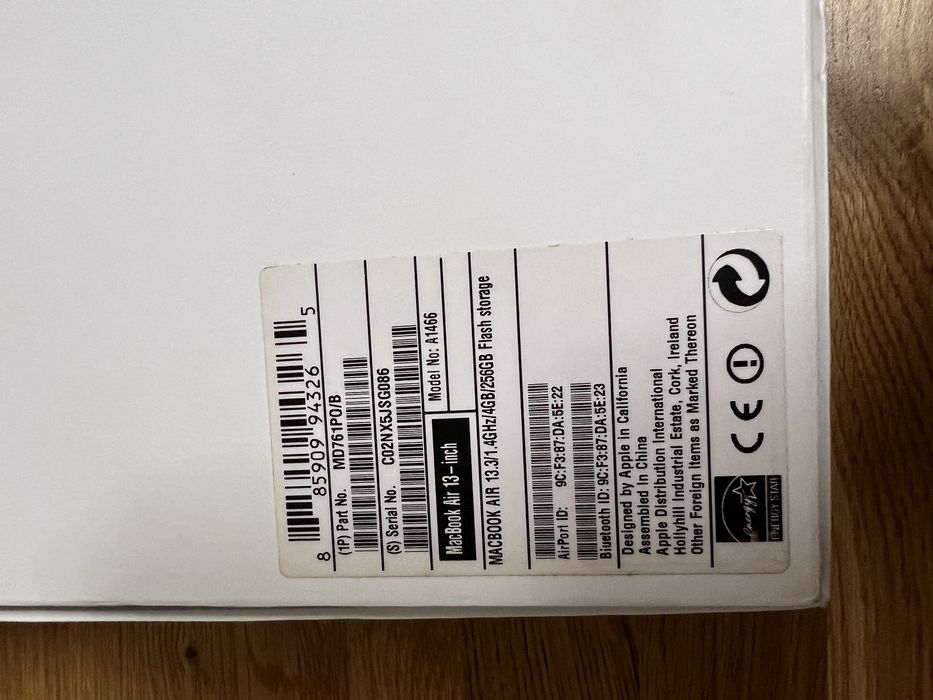 8 85909 94326 5
(1P) Part No. MD761PO/B
(S) Serial No. C02NX5JSG086
MacBook Air 13-inch Model No: A1466
MACBOOK AIR 13.3/1.4GHz/4GB/256GB Flash storage
AirPort ID: 9C:F3:87:DA:5E:22
Bluetooth ID: 9C:F3:87:DA:5E:23
Designed by Apple in California
Assembled in China
Apple Distribution International
Hollyhill Industrial Estate, Cork, Ireland
Other Foreign Items as Marked Thereon
energy
ENERGY STAR
CE